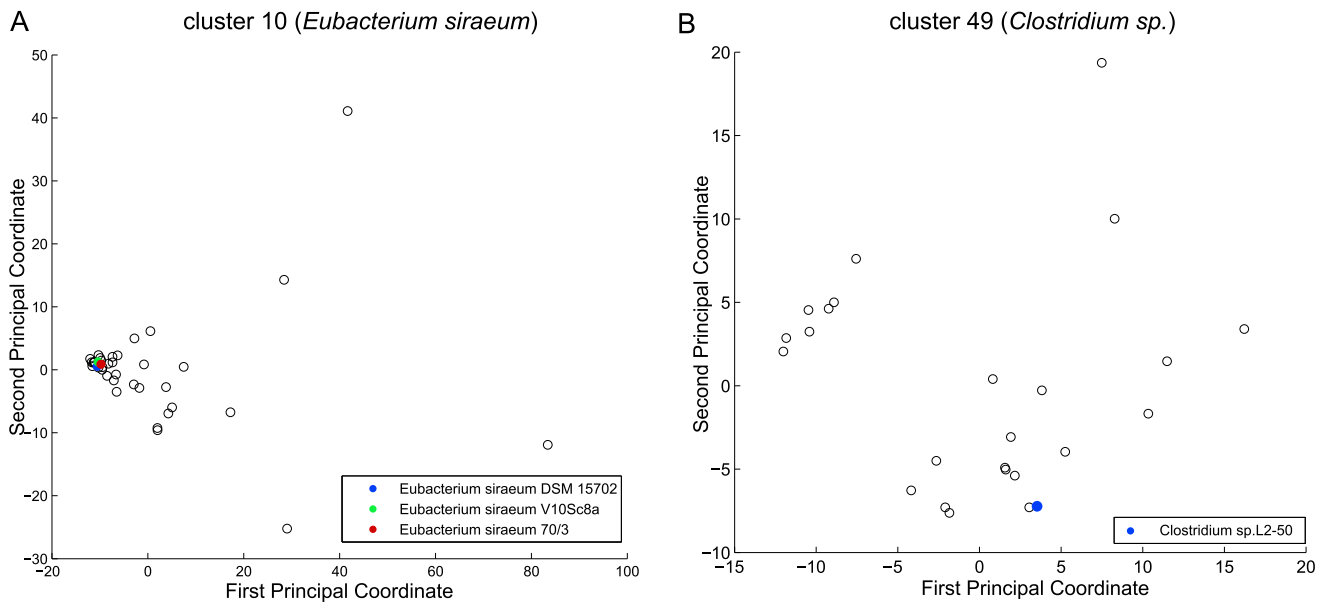 A
cluster 10 (Eubacterium siraeum)
50
40
30
20
10
0
−10
−20
−30
Second Principal Coordinate
−20
0
20
40
60
80
100
First Principal Coordinate
Eubacterium siraeum DSM 15702
Eubacterium siraeum V10Sc8a
Eubacterium siraeum 70/3
B
cluster 49 (Clostridium sp.)
20
15
10
5
0
−5
−10
Second Principal Coordinate
−15
−10
−5
0
5
10
15
20
First Principal Coordinate
Clostridium sp.L2-50